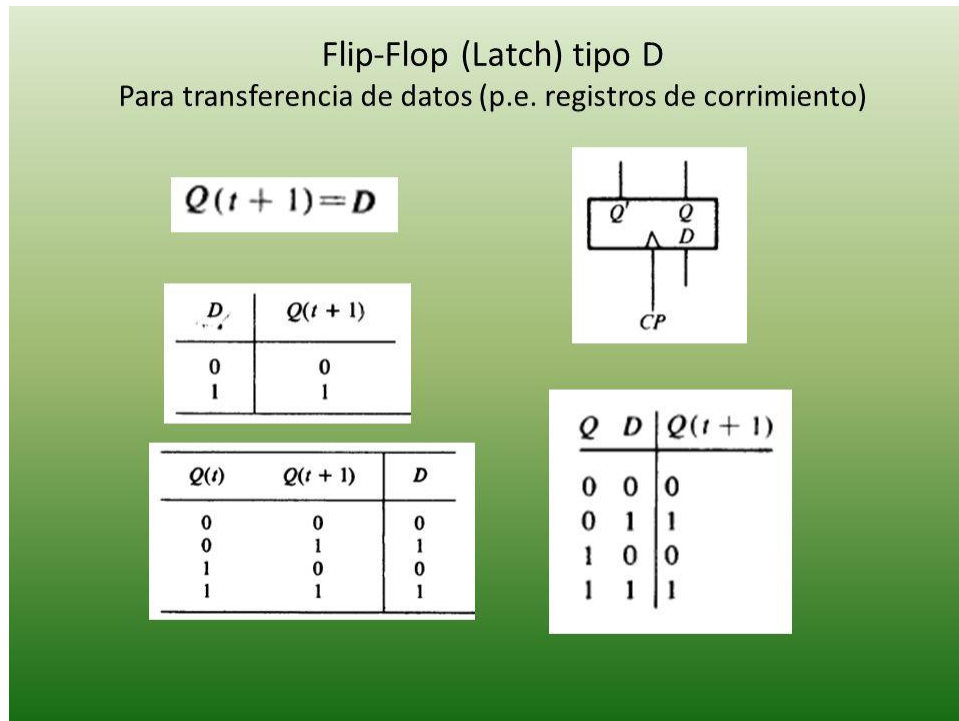 Flip-Flop (Latch) tipo D
Para transferencia de datos (p.e. registros de corrimiento)
Q(t + 1)=D
Q' Q
D
CP
D Q(t + 1)
0 0
1 1
Q(t) Q(t + 1) D
0 0 0
0 1 1
1 0 0
1 1 1
Q D Q(t + 1)
0 0 0
0 1 1
1 0 0
1 1 1